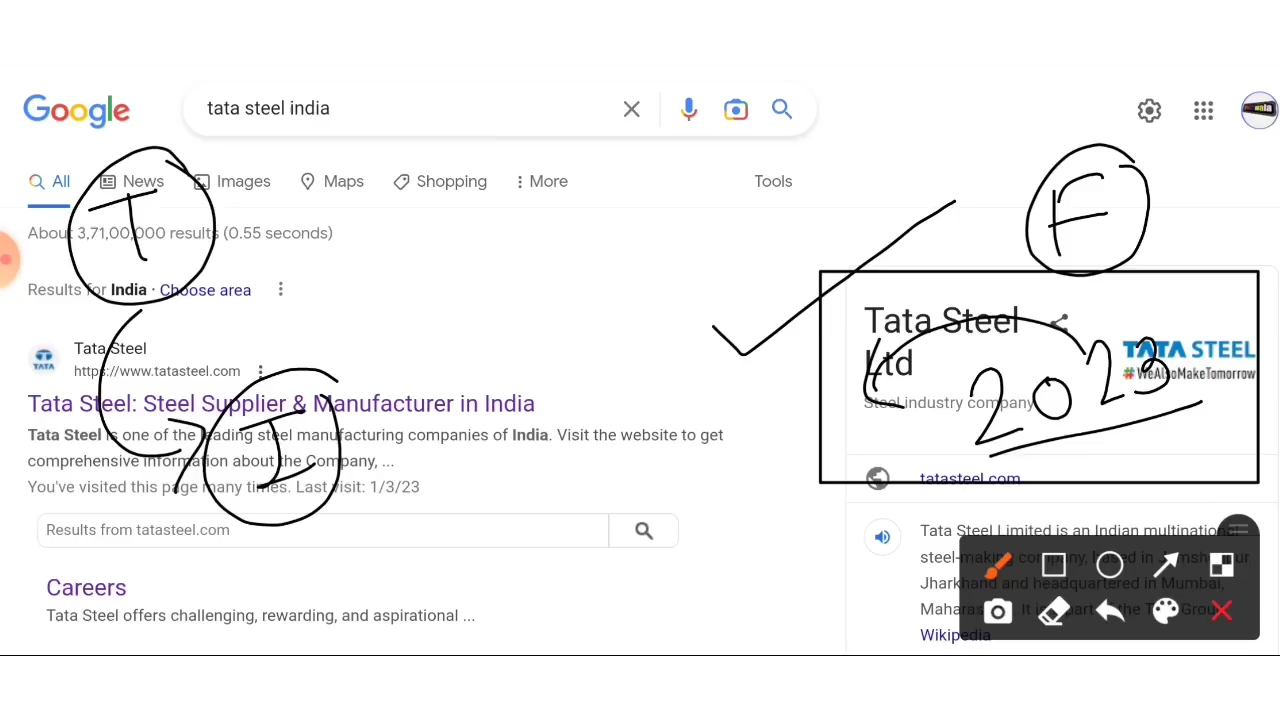 Google
tata steel india
All News Images Maps Shopping More Tools
T
F
About 3,71,00,000 results (0.55 seconds)
Results for India · Choose area
Tata Steel
https://www.tatasteel.com
Tata Steel: Steel Supplier & Manufacturer in India
Tata Steel is one of the leading steel manufacturing companies of India. Visit the website to get
comprehensive information about the Company, ...
You've visited this page many times. Last visit: 1/3/23
I
Results from tatasteel.com
Careers
Tata Steel offers challenging, rewarding, and aspirational ...
Tata Steel
Ltd
TATA STEEL
#WeAlsoMakeTomorrow
Steel industry company
2023
tatasteel.com
Tata Steel Limited is an Indian multinational
steel-making company, based in
Jharkhand and headquartered in Mumbai,
Wikipedia